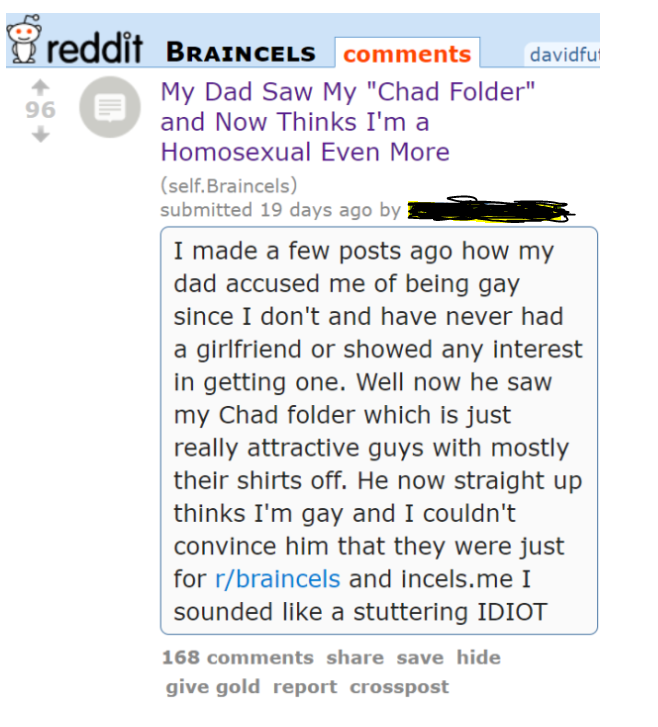 reddit BRAINCELS comments davidfut
My Dad Saw My "Chad Folder"
96
and Now Thinks I'm a
Homosexual Even More
(self.Braincels)
submitted 19 days ago by
I made a few posts ago how my
dad accused me of being gay
since I don't and have never had
a girlfriend or showed any interest
in getting one. Well now he saw
my Chad folder which is just
really attractive guys with mostly
their shirts off. He now straight up
thinks I'm gay and I couldn't
convince him that they were just
for r/braincels and incels.me I
sounded like a stuttering IDIOT
168 comments share save hide
give gold report crosspost